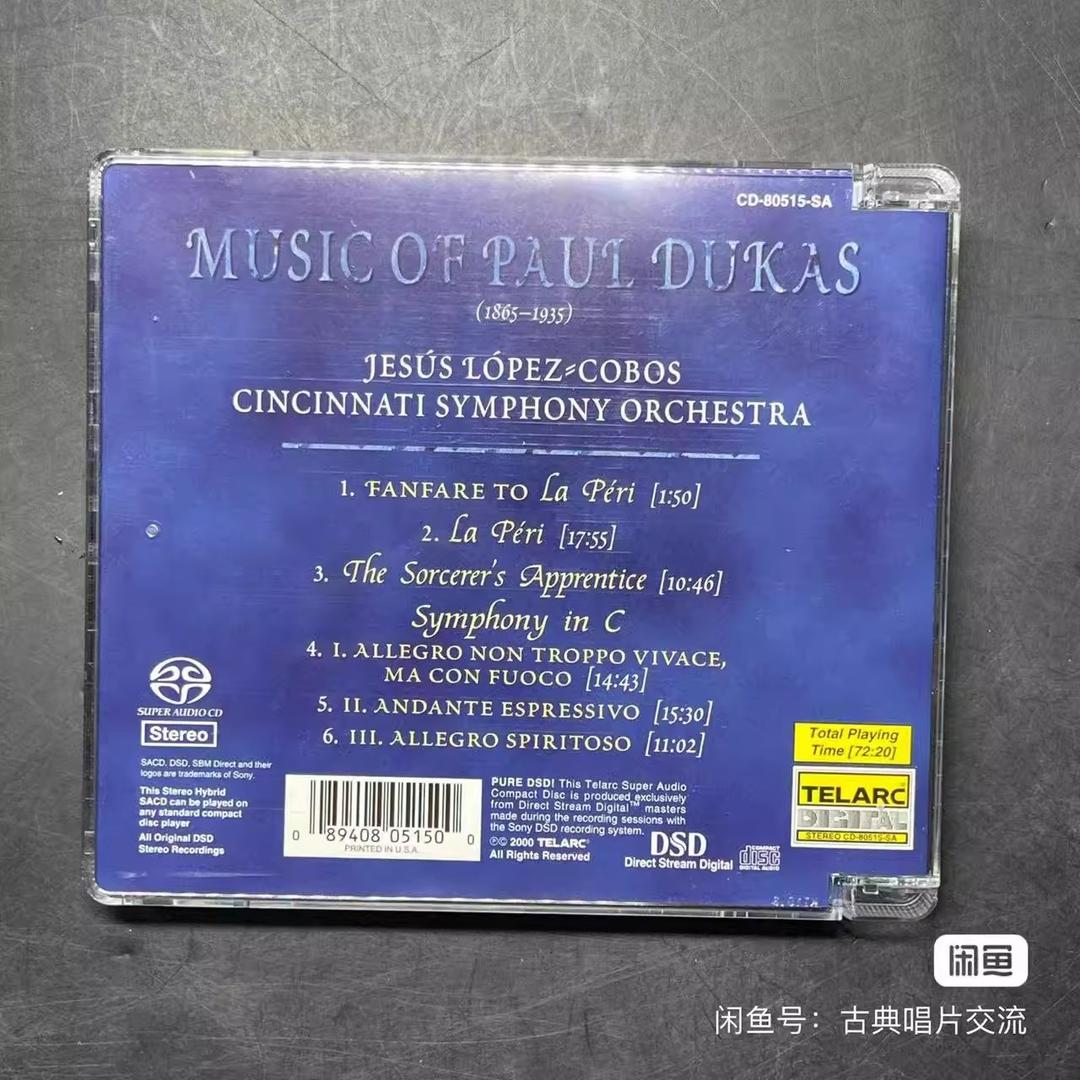 CD-80515-SA
MUSIC OF PAUL DUKAS
(1865–1935)
JESÚS LÓPEZ-COBOS
CINCINNATI SYMPHONY ORCHESTRA
1. FANFARE TO La Péri [1:50]
2. La Péri [17:55]
3. The Sorcerer's Apprentice [10:46]
Symphony in C
4. I. ALLEGRO NON TROPPO VIVACE,
MA CON FUOCO [14:43]
5. II. ANDANTE ESPRESSIVO [15:30]
6. III. ALLEGRO SPIRITOSO [11:02]
SUPER AUDIO CD
Stereo
SACD, DSD, SBM Direct and their
logos are trademarks of Sony.
This Stereo Hybrid
SACD can be played on
any standard compact
disc player
All Original DSD
Stereo Recordings
0 89408 05150 0
PRINTED IN U.S.A.
PURE DSD! This Telarc Super Audio
Compact Disc is produced exclusively
from Direct Stream Digital™ masters
made during the recording sessions with
the Sony DSD recording system.
℗© 2000 TELARC®
All Rights Reserved
DSD
Direct Stream Digital
COMPACT
disc
DIGITAL AUDIO
Total Playing
Time [72:20]
TELARC
DIGITAL
STEREO CD-80515-SA
闲鱼
闲鱼号：古典唱片交流